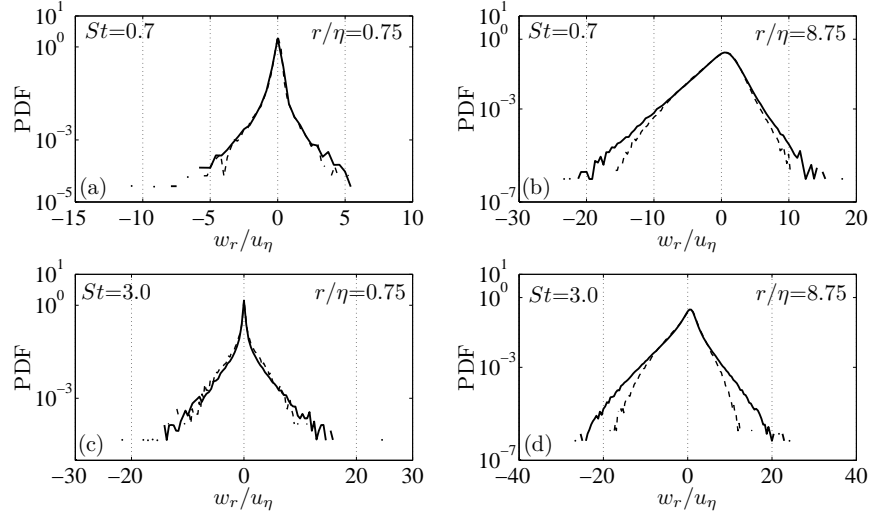 10^1
10^0
10^{-3}
10^{-5}
PDF
St=0.7
r/η=0.75
(a)
−15 −10 −5 0 5 10
w_r/u_η
10^1
10^0
10^{-3}
10^{-7}
PDF
St=0.7
r/η=8.75
(b)
−30 −20 −10 0 10 20
w_r/u_η
10^1
10^0
10^{-3}
PDF
St=3.0
r/η=0.75
(c)
−30 −20 0 20 30
w_r/u_η
10^1
10^0
10^{-3}
10^{-7}
PDF
St=3.0
r/η=8.75
(d)
−40 −20 0 20 40
w_r/u_η